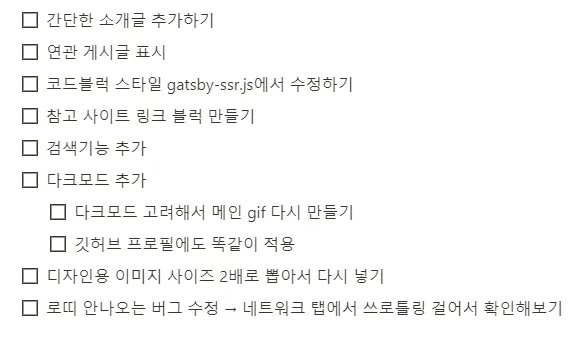 간단한 소개글 추가하기
연관 게시글 표시
코드블럭 스타일 gatsby-ssr.js에서 수정하기
참고 사이트 링크 블럭 만들기
검색기능 추가
다크모드 추가
다크모드 고려해서 메인 gif 다시 만들기
깃허브 프로필에도 똑같이 적용
디자인용 이미지 사이즈 2배로 뽑아서 다시 넣기
로띠 안나오는 버그 수정 → 네트워크 탭에서 쓰로틀링 걸어서 확인해보기